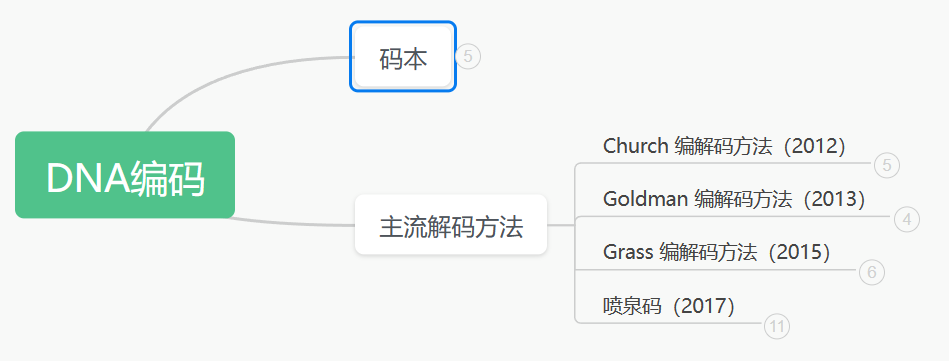 DNA编码
码本
5
主流解码方法
Church 编解码方法（2012）
5
Goldman 编解码方法（2013）
4
Grass 编解码方法（2015）
6
喷泉码（2017）
11